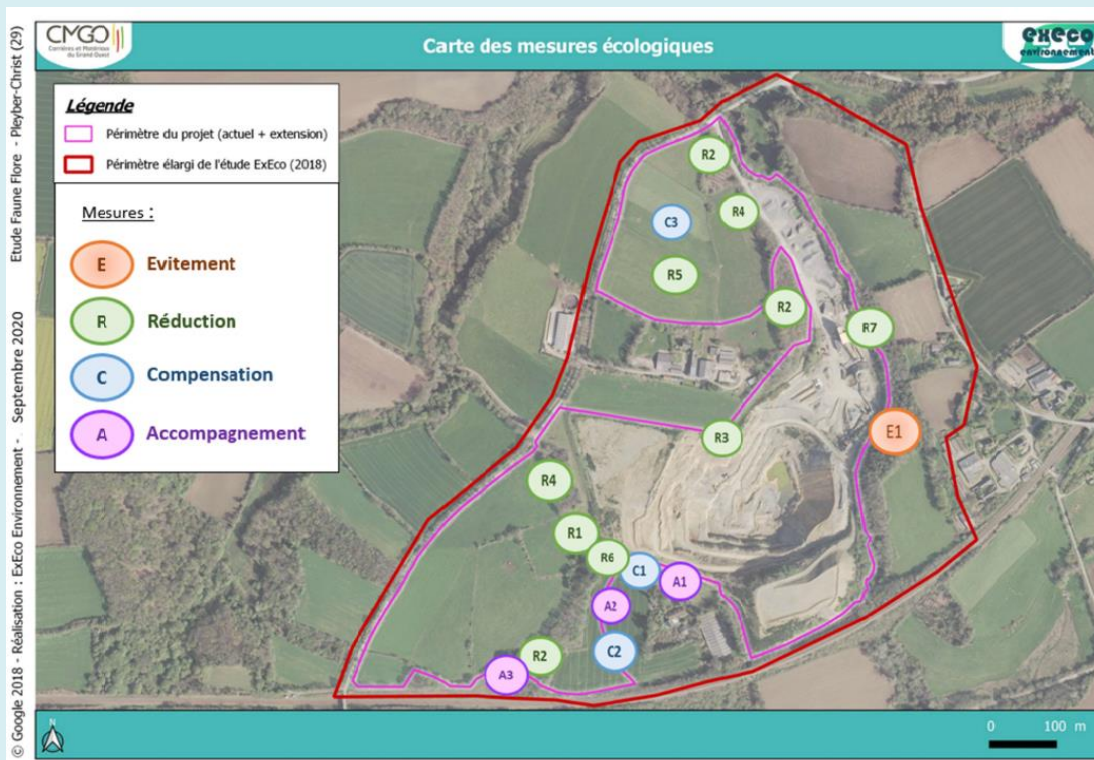 CMGO
Carrières et Matériaux
du Grand Ouest
Carte des mesures écologiques
execo
environnement
Légende
Périmètre du projet (actuel + extension)
Périmètre élargi de l'étude ExEco (2018)
Mesures :
E Evitement
R Réduction
C Compensation
A Accompagnement
R2
R4
C3
R5
R2
R7
E1
R3
R4
R1
R6
C1
A1
A2
C2
R2
A3
N
0 100 m
© Google 2018 - Réalisation : ExEco Environnement - . Septembre 2020 Etude Faune Flore - Pleyber-Christ (29)